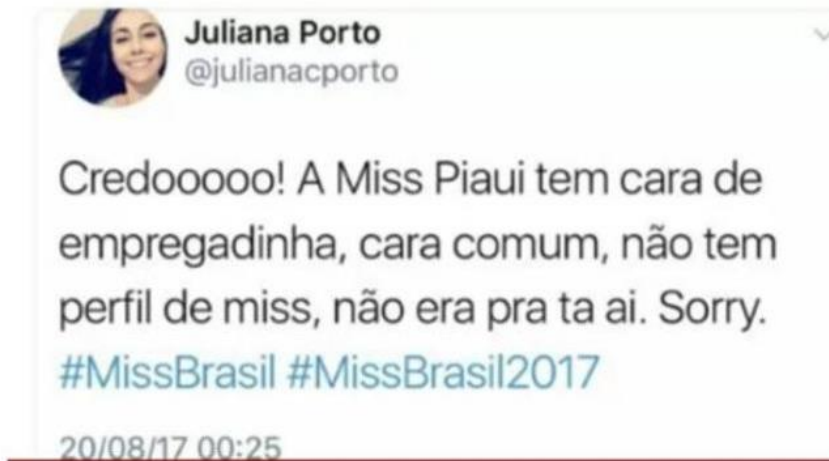 Juliana Porto
@julianacporto
Credooooo! A Miss Piaui tem cara de
empregadinha, cara comum, não tem
perfil de miss, não era pra ta ai. Sorry.
#MissBrasil #MissBrasil2017
20/08/17 00:25